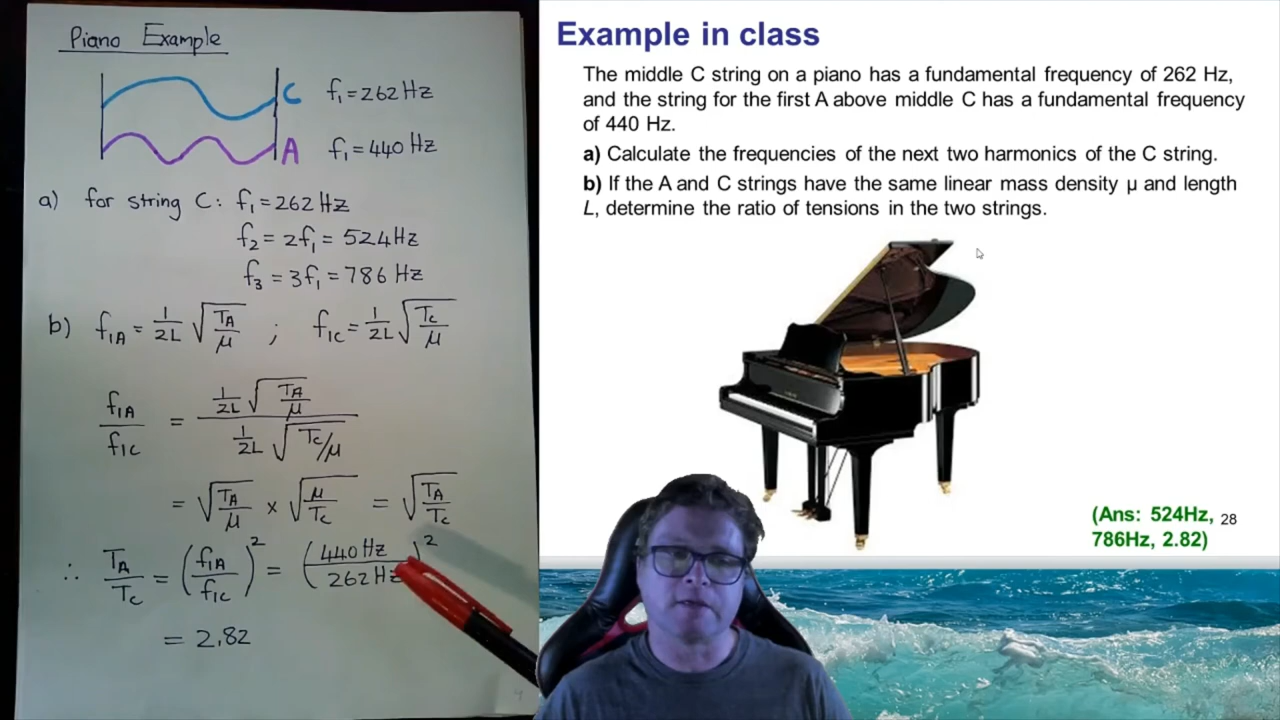 Piano Example
C f₁ = 262 Hz
A f₁ = 440 Hz
a) for string C: f₁ = 262 Hz
f₂ = 2f₁ = 524 Hz
f₃ = 3f₁ = 786 Hz
b) f₁A = 1/2L √(TA/μ) ; f₁C = 1/2L √(TC/μ)
f₁A/f₁C = (1/2L √(TA/μ)) / (1/2L √(TC/μ))
= √(TA/μ) × √(μ/TC) = √(TA/TC)
∴ TA/TC = (f₁A/f₁C)² = (440 Hz/262 Hz)²
= 2.82
4
Example in class
The middle C string on a piano has a fundamental frequency of 262 Hz,
and the string for the first A above middle C has a fundamental frequency
of 440 Hz.
a) Calculate the frequencies of the next two harmonics of the C string.
b) If the A and C strings have the same linear mass density μ and length
L, determine the ratio of tensions in the two strings.
(Ans: 524Hz, 28
786Hz, 2.82)